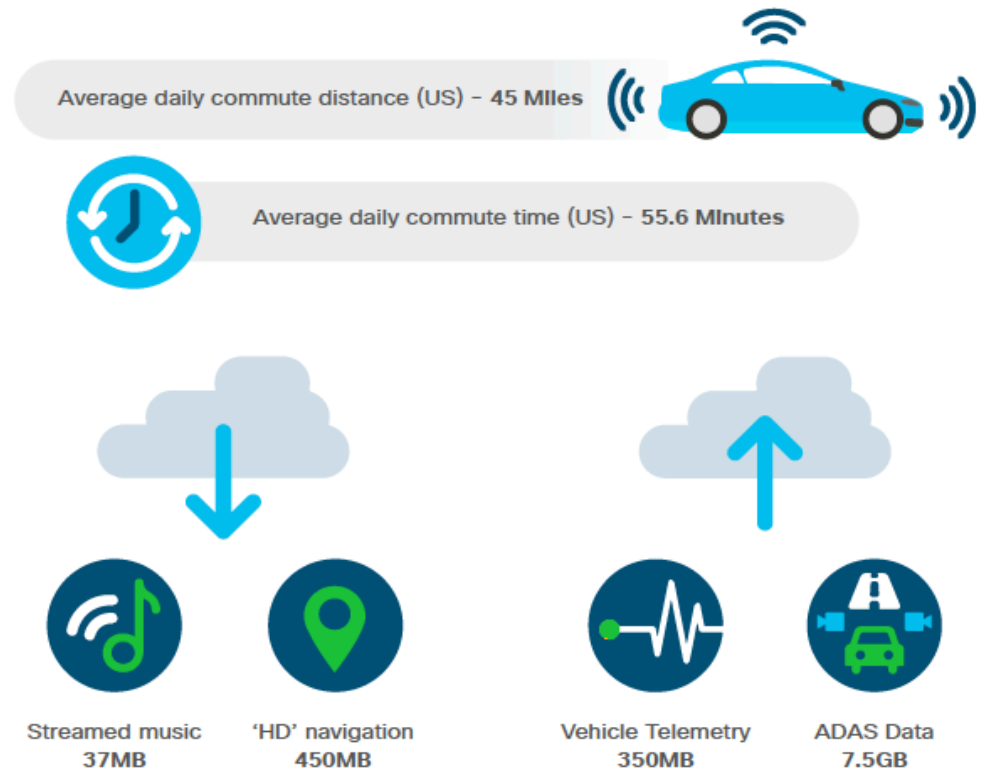 Average daily commute distance (US) - 45 MIles
Average daily commute time (US) - 55.6 MInutes
Streamed music
37MB
‘HD’ navigation
450MB
Vehicle Telemetry
350MB
ADAS Data
7.5GB